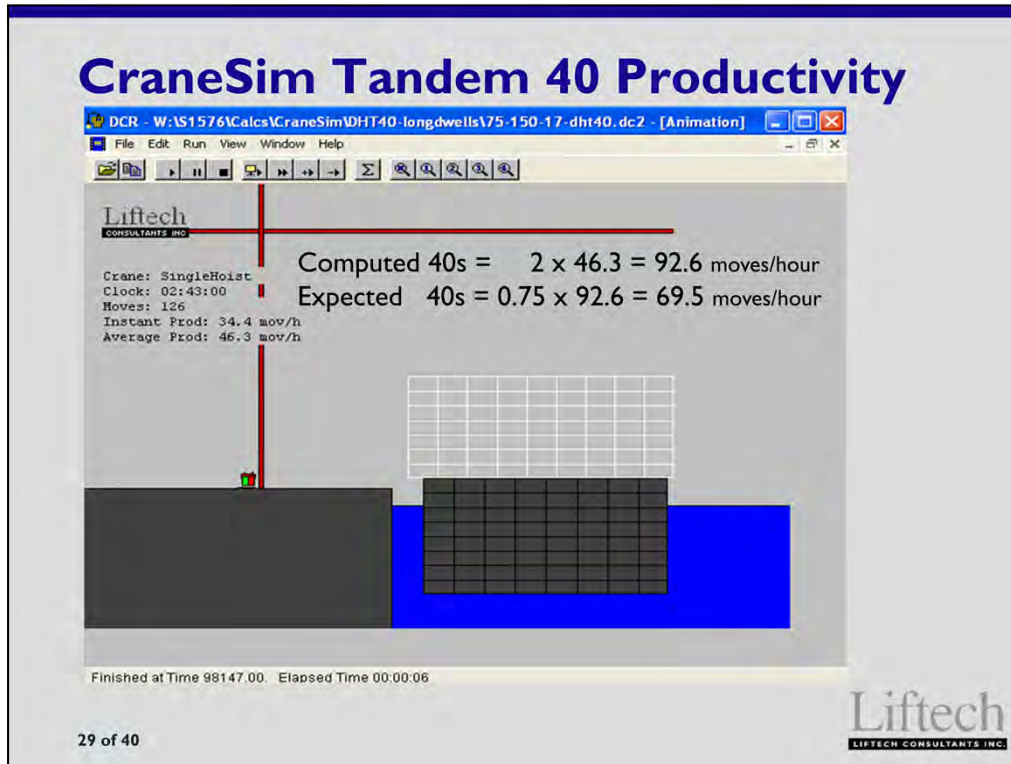 CraneSim Tandem 40 Productivity
DCR - W:\S1576\Calcs\CraneSim\DHT40-longdwells\75-150-17-dht40.dc2 - [Animation]
File Edit Run View Window Help
Liftech
CONSULTANTS INC
Computed 40s = 2 x 46.3 = 92.6 moves/hour
Expected 40s = 0.75 x 92.6 = 69.5 moves/hour
Crane: SingleHoist
Clock: 02:43:00
Moves: 126
Instant Prod: 34.4 mov/h
Average Prod: 46.3 mov/h
Finished at Time 98147.00. Elapsed Time 00:00:06
29 of 40
Liftech
LIFTECH CONSULTANTS INC.